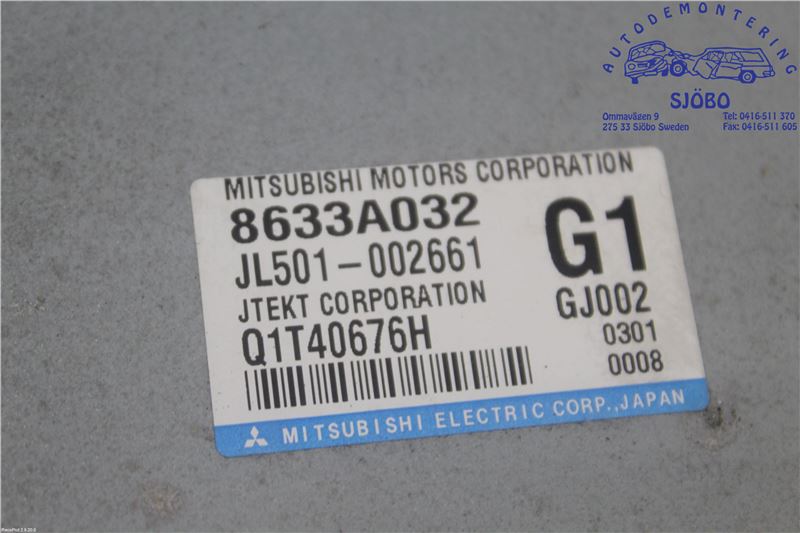 AUTODEMONTERING
SJÖBO
Ommavägen 9 Tel: 0416-511 370
275 33 Sjöbo Sweden Fax: 0416-511 605
MITSUBISHI MOTORS CORPORATION
8633A032
G1
JL501-002661
JTEKT CORPORATION
GJ002
Q1T40676H
0301
0008
MITSUBISHI ELECTRIC CORP., JAPAN